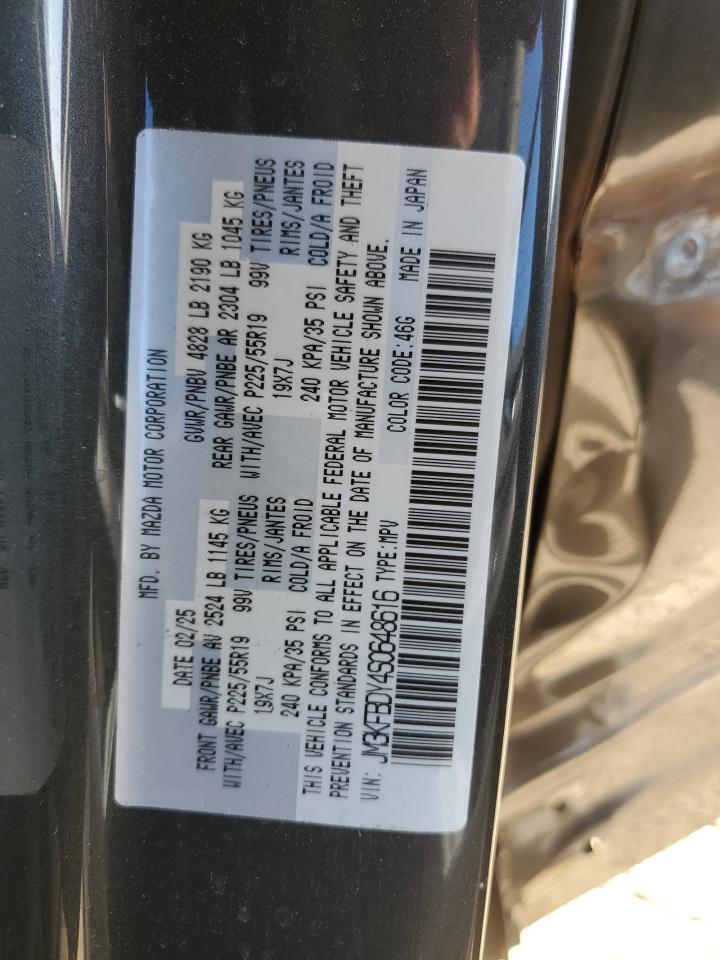 MFD. BY MAZDA MOTOR CORPORATION
DATE 02/25 GVWR/PNBV 4828 LB 2190 KG
FRONT GAWR/PNBE AV 2524 LB 1145 KG REAR GAWR/PNBE AR 2304 LB 1045 KG
WITH/AVEC P225/55R19 99V TIRES/PNEUS WITH/AVEC P225/55R19 99V TIRES/PNEUS
19X7J RIMS/JANTES 19X7J RIMS/JANTES
240 KPA/35 PSI COLD/A FROID 240 KPA/35 PSI COLD/A FROID
THIS VEHICLE CONFORMS TO ALL APPLICABLE FEDERAL MOTOR VEHICLE SAFETY AND THEFT
PREVENTION STANDARDS IN EFFECT ON THE DATE OF MANUFACTURE SHOWN ABOVE.
VIN: JM3KFBDY4S0648616 TYPE:MPV COLOR CODE:46G MADE IN JAPAN